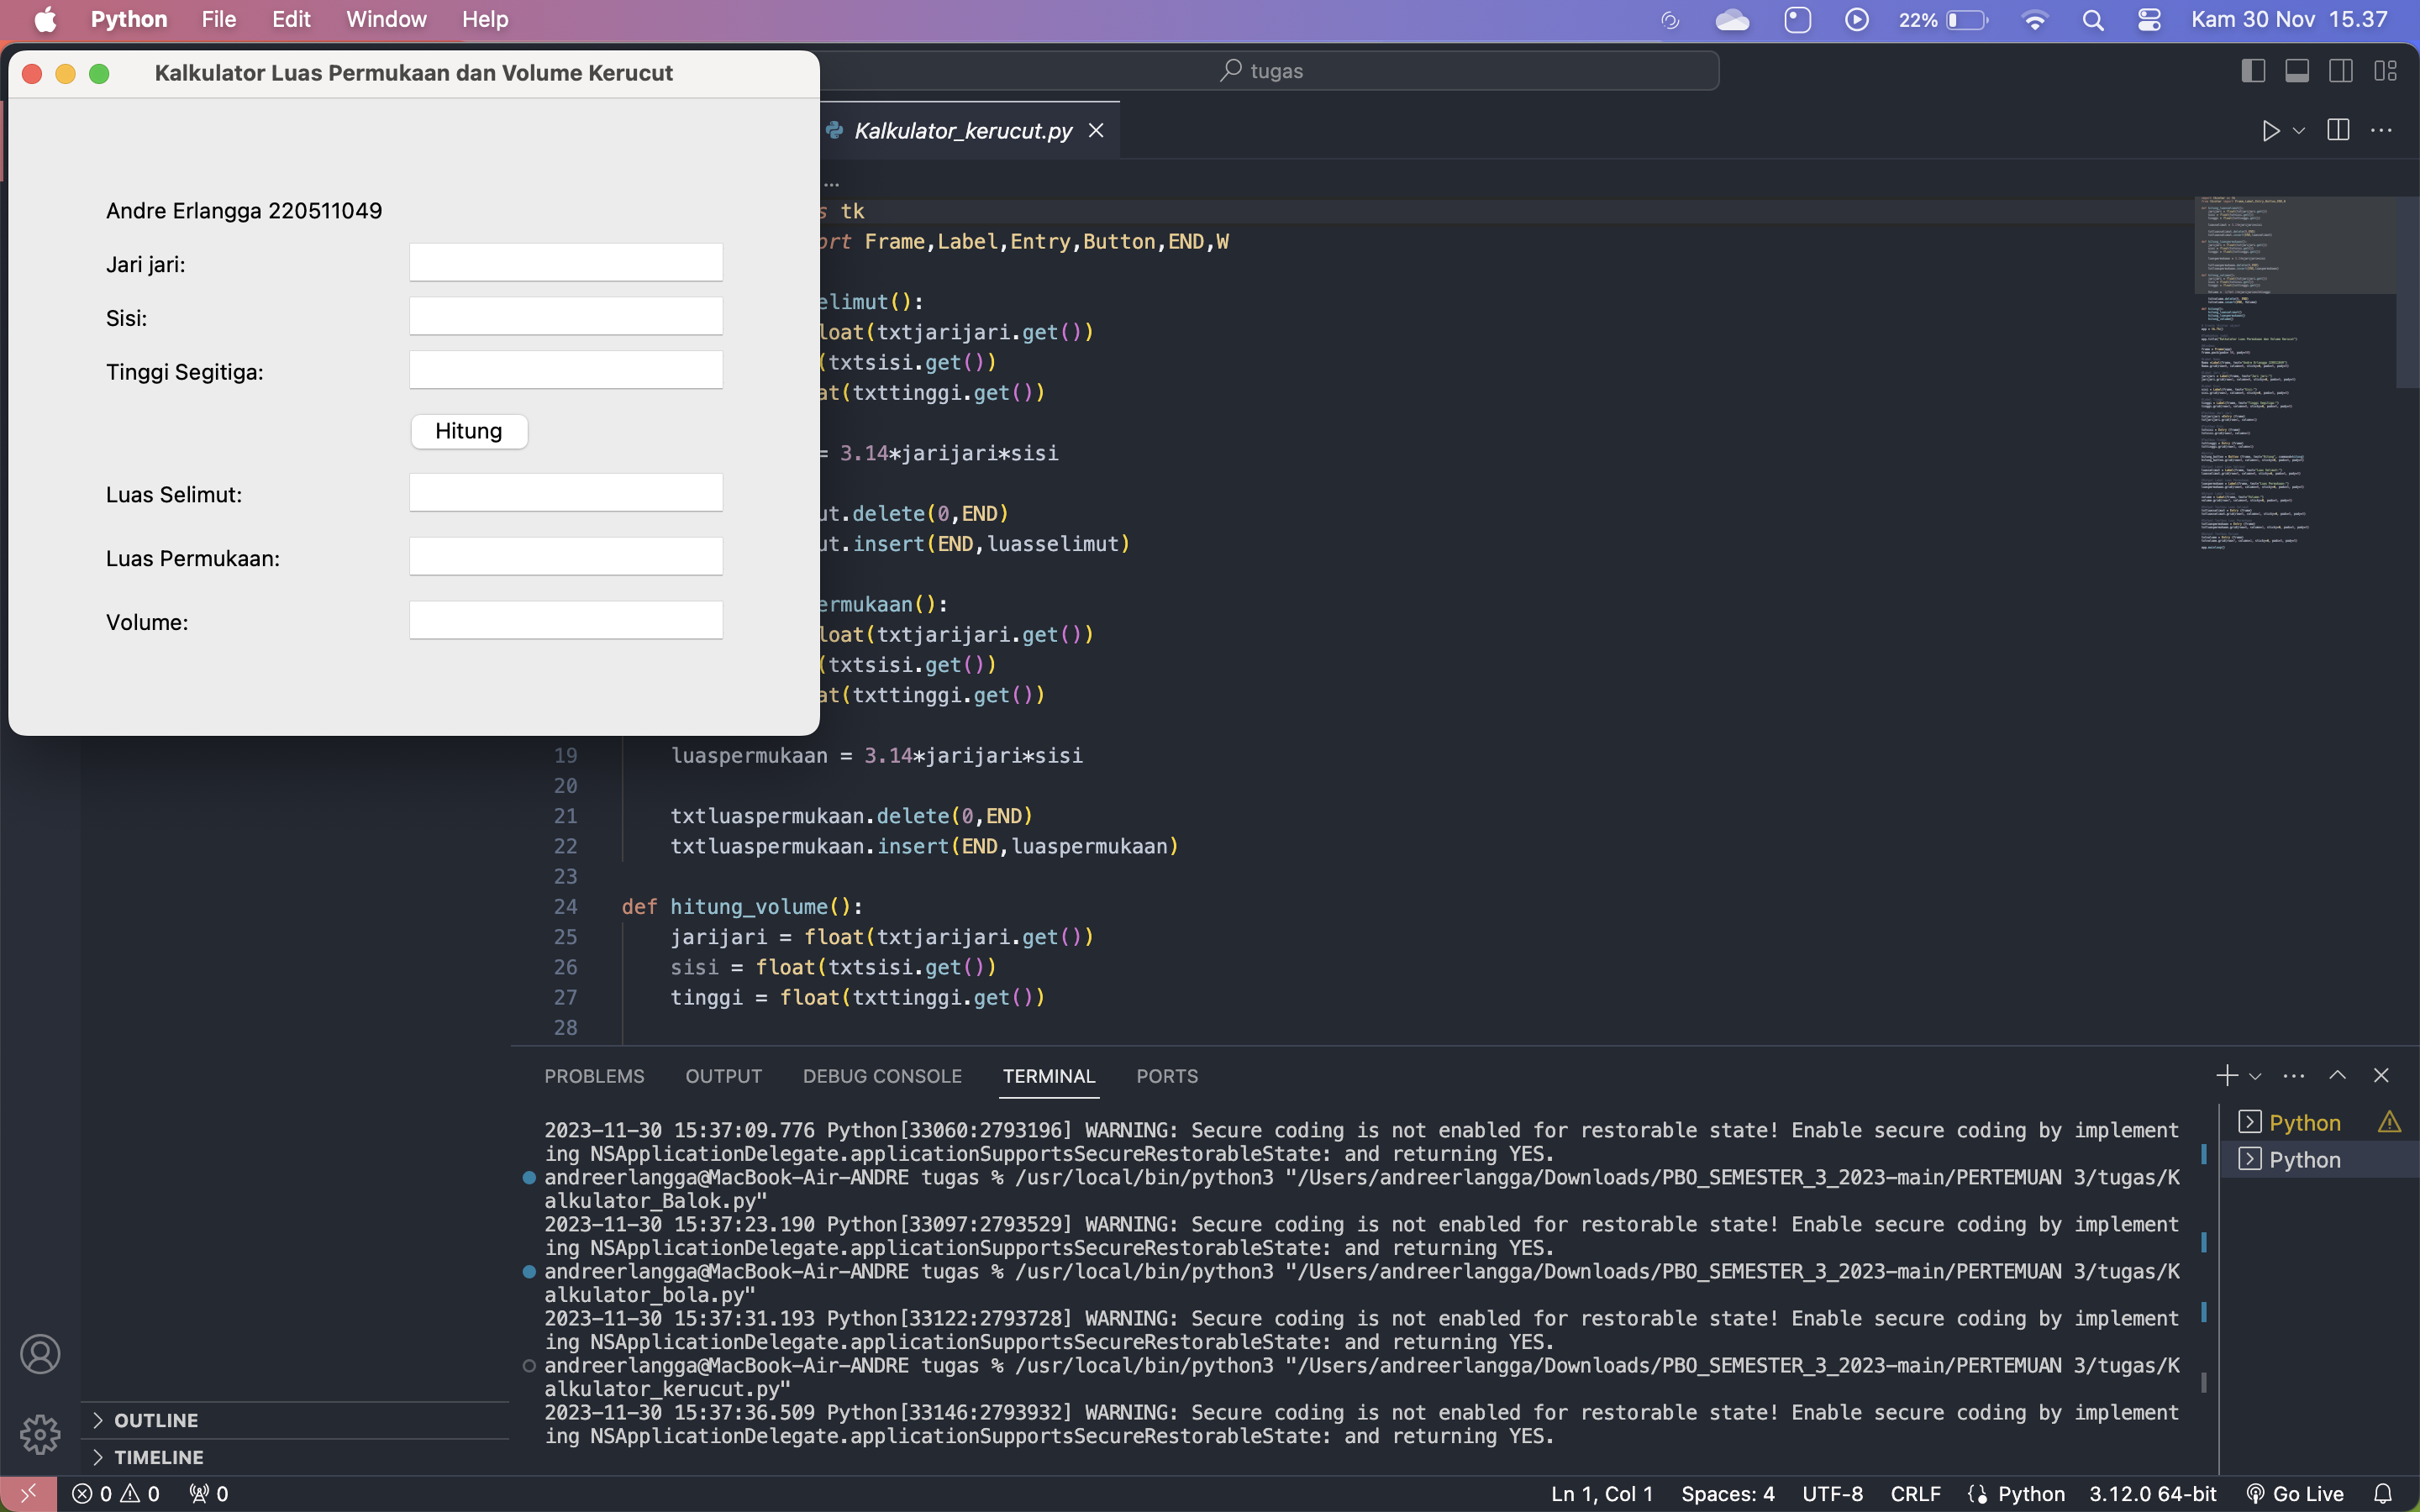 Python File Edit Window Help
22% Kam 30 Nov 15.37
Kalkulator Luas Permukaan dan Volume Kerucut
tugas
Kalkulator_kerucut.py
Andre Erlangga 220511049
Jari jari:
Sisi:
Tinggi Segitiga:
Hitung
Luas Selimut:
Luas Permukaan:
Volume:
...
s tk
ort Frame,Label,Entry,Button,END,W
elimut():
loat(txtjarijari.get())
(txtsisi.get())
at(txttinggi.get())
= 3.14*jarijari*sisi
ut.delete(0,END)
ut.insert(END,luasselimut)
ermukaan():
loat(txtjarijari.get())
(txtsisi.get())
at(txttinggi.get())
19 luaspermukaan = 3.14*jarijari*sisi
20
21 txtluaspermukaan.delete(0,END)
22 txtluaspermukaan.insert(END,luaspermukaan)
23
24 def hitung_volume():
25 jarijari = float(txtjarijari.get())
26 sisi = float(txtsisi.get())
27 tinggi = float(txttinggi.get())
28
PROBLEMS OUTPUT DEBUG CONSOLE TERMINAL PORTS
2023-11-30 15:37:09.776 Python[33060:2793196] WARNING: Secure coding is not enabled for restorable state! Enable secure coding by implement
ing NSApplicationDelegate.applicationSupportsSecureRestorableState: and returning YES.
andreerlangga@MacBook-Air-ANDRE tugas % /usr/local/bin/python3 "/Users/andreerlangga/Downloads/PBO_SEMESTER_3_2023-main/PERTEMUAN 3/tugas/K
alkulator_Balok.py"
2023-11-30 15:37:23.190 Python[33097:2793529] WARNING: Secure coding is not enabled for restorable state! Enable secure coding by implement
ing NSApplicationDelegate.applicationSupportsSecureRestorableState: and returning YES.
andreerlangga@MacBook-Air-ANDRE tugas % /usr/local/bin/python3 "/Users/andreerlangga/Downloads/PBO_SEMESTER_3_2023-main/PERTEMUAN 3/tugas/K
alkulator_bola.py"
2023-11-30 15:37:31.193 Python[33122:2793728] WARNING: Secure coding is not enabled for restorable state! Enable secure coding by implement
ing NSApplicationDelegate.applicationSupportsSecureRestorableState: and returning YES.
andreerlangga@MacBook-Air-ANDRE tugas % /usr/local/bin/python3 "/Users/andreerlangga/Downloads/PBO_SEMESTER_3_2023-main/PERTEMUAN 3/tugas/K
alkulator_kerucut.py"
2023-11-30 15:37:36.509 Python[33146:2793932] WARNING: Secure coding is not enabled for restorable state! Enable secure coding by implement
ing NSApplicationDelegate.applicationSupportsSecureRestorableState: and returning YES.
Python
Python
OUTLINE
TIMELINE
0 0 0
Ln 1, Col 1 Spaces: 4 UTF-8 CRLF Python 3.12.0 64-bit Go Live